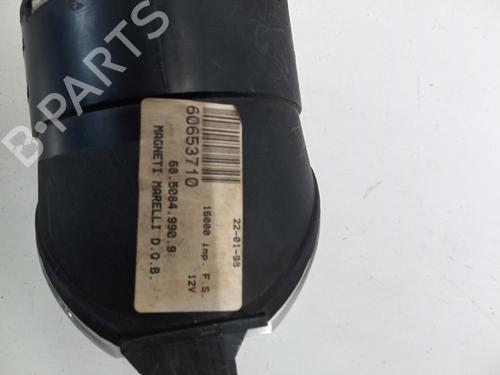 B-PARTS
60653710
22-01-98
16000 Imp. F.S.
12V
68.5084.990.9
MAGNETI MARELLI D.Q.B.